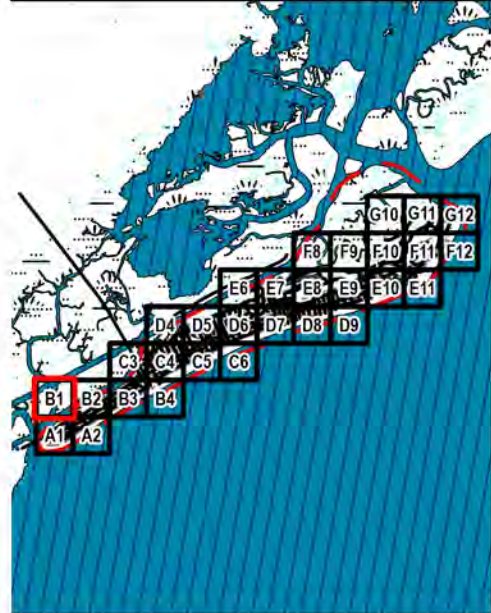 G10 G11 G12
F8 F9 F10 F11 F12
E6 E7 E8 E9 E10 E11
D4 D5 D6 D7 D8 D9
C3 C4 C5 C6
B1 B2 B3 B4
A1 A2